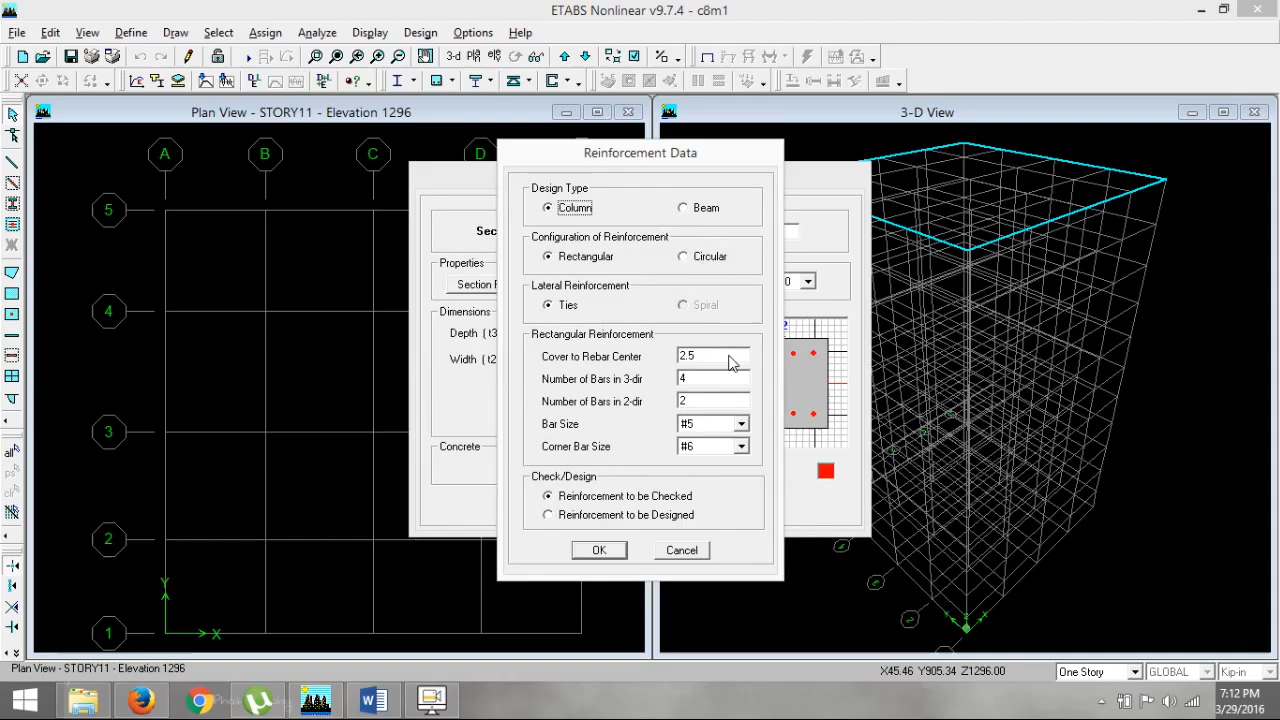 ETABS Nonlinear v9.7.4 - c8m1
File Edit View Define Draw Select Assign Analyze Display Design Options Help
3-d
Plan View - STORY11 - Elevation 1296
3-D View
A B C D
5
4
3
2
1
Y
X
Reinforcement Data
Design Type
Column
Beam
Configuration of Reinforcement
Rectangular
Circular
Lateral Reinforcement
Ties
Spiral
Rectangular Reinforcement
Cover to Rebar Center 2.5
Number of Bars in 3-dir 4
Number of Bars in 2-dir 2
Bar Size #5
Corner Bar Size #6
Check/Design
Reinforcement to be Checked
Reinforcement to be Designed
OK
Cancel
Properties
Dimensions
Depth ( t3
Width ( t2
Concrete
all
Plan View - STORY11 - Elevation 1296
X45.46 Y905.34 Z1296.00
One Story
GLOBAL
Kip-in
7:12 PM
3/29/2016